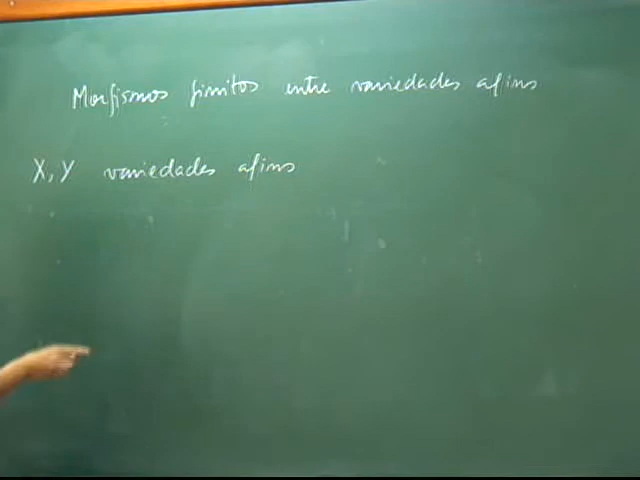 Morfismos finitos entre variedades afins
X, Y variedades afins